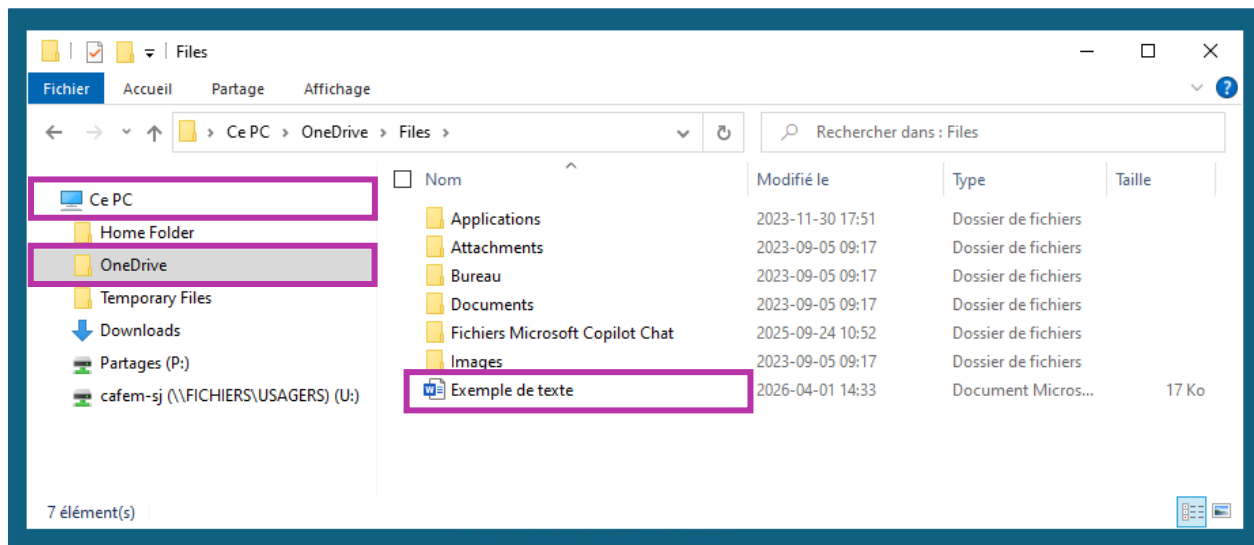 Files
Fichier Accueil Partage Affichage
Ce PC > OneDrive > Files >
Rechercher dans : Files
Nom Modifié le Type Taille
Ce PC
Home Folder
OneDrive
Temporary Files
Downloads
Partages (P:)
cafem-sj (\\FICHIERS\USAGERS) (U:)
Applications 2023-11-30 17:51 Dossier de fichiers
Attachments 2023-09-05 09:17 Dossier de fichiers
Bureau 2023-09-05 09:17 Dossier de fichiers
Documents 2023-09-05 09:17 Dossier de fichiers
Fichiers Microsoft Copilot Chat 2025-09-24 10:52 Dossier de fichiers
Images 2023-09-05 09:17 Dossier de fichiers
Exemple de texte 2026-04-01 14:33 Document Micros... 17 Ko
7 élément(s)